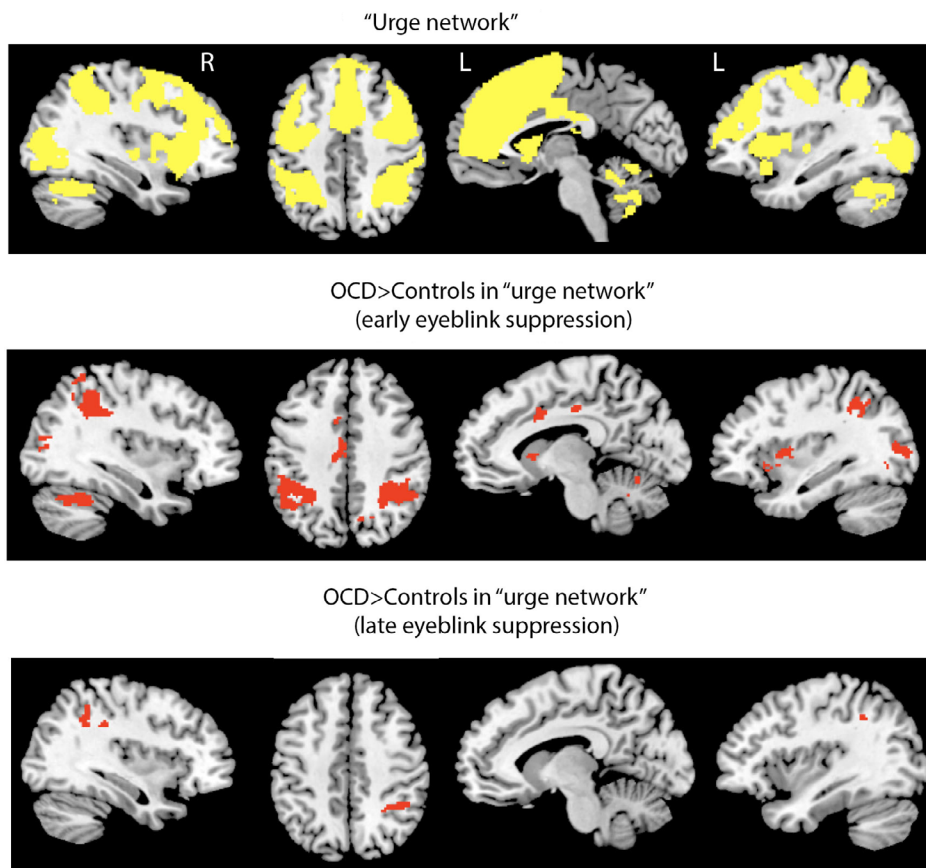 “Urge network”
R L L
OCD>Controls in “urge network”
(early eyeblink suppression)
OCD>Controls in “urge network”
(late eyeblink suppression)